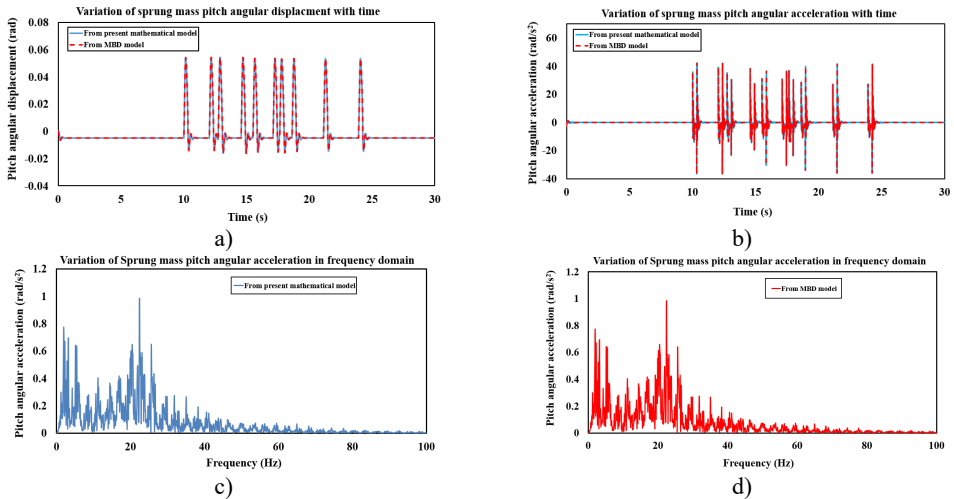 Variation of sprung mass pitch angular displacment with time
From present mathematical model
From MBD model
Pitch angular displacement (rad)
0.08
0.06
0.04
0.02
0
-0.02
-0.04
0
5
10
15
20
25
30
Time (s)
a)
Variation of sprung mass pitch angular acceleration with time
From present mathematical model
From MBD model
Pitch angular acceleration (rad/s²)
60
40
20
0
-20
-40
0
5
10
15
20
25
30
Time (s)
b)
Variation of Sprung mass pitch angular acceleration in frequency domain
From present mathematical model
Pitch angular acceleration (rad/s²)
1.2
1
0.8
0.6
0.4
0.2
0
0
20
40
60
80
100
Frequency (Hz)
c)
Variation of Sprung mass pitch angular acceleration in frequency domain
From MBD model
Pitch angular acceleration (rad/s²)
1.2
1
0.8
0.6
0.4
0.2
0
0
20
40
60
80
100
Frequency (Hz)
d)